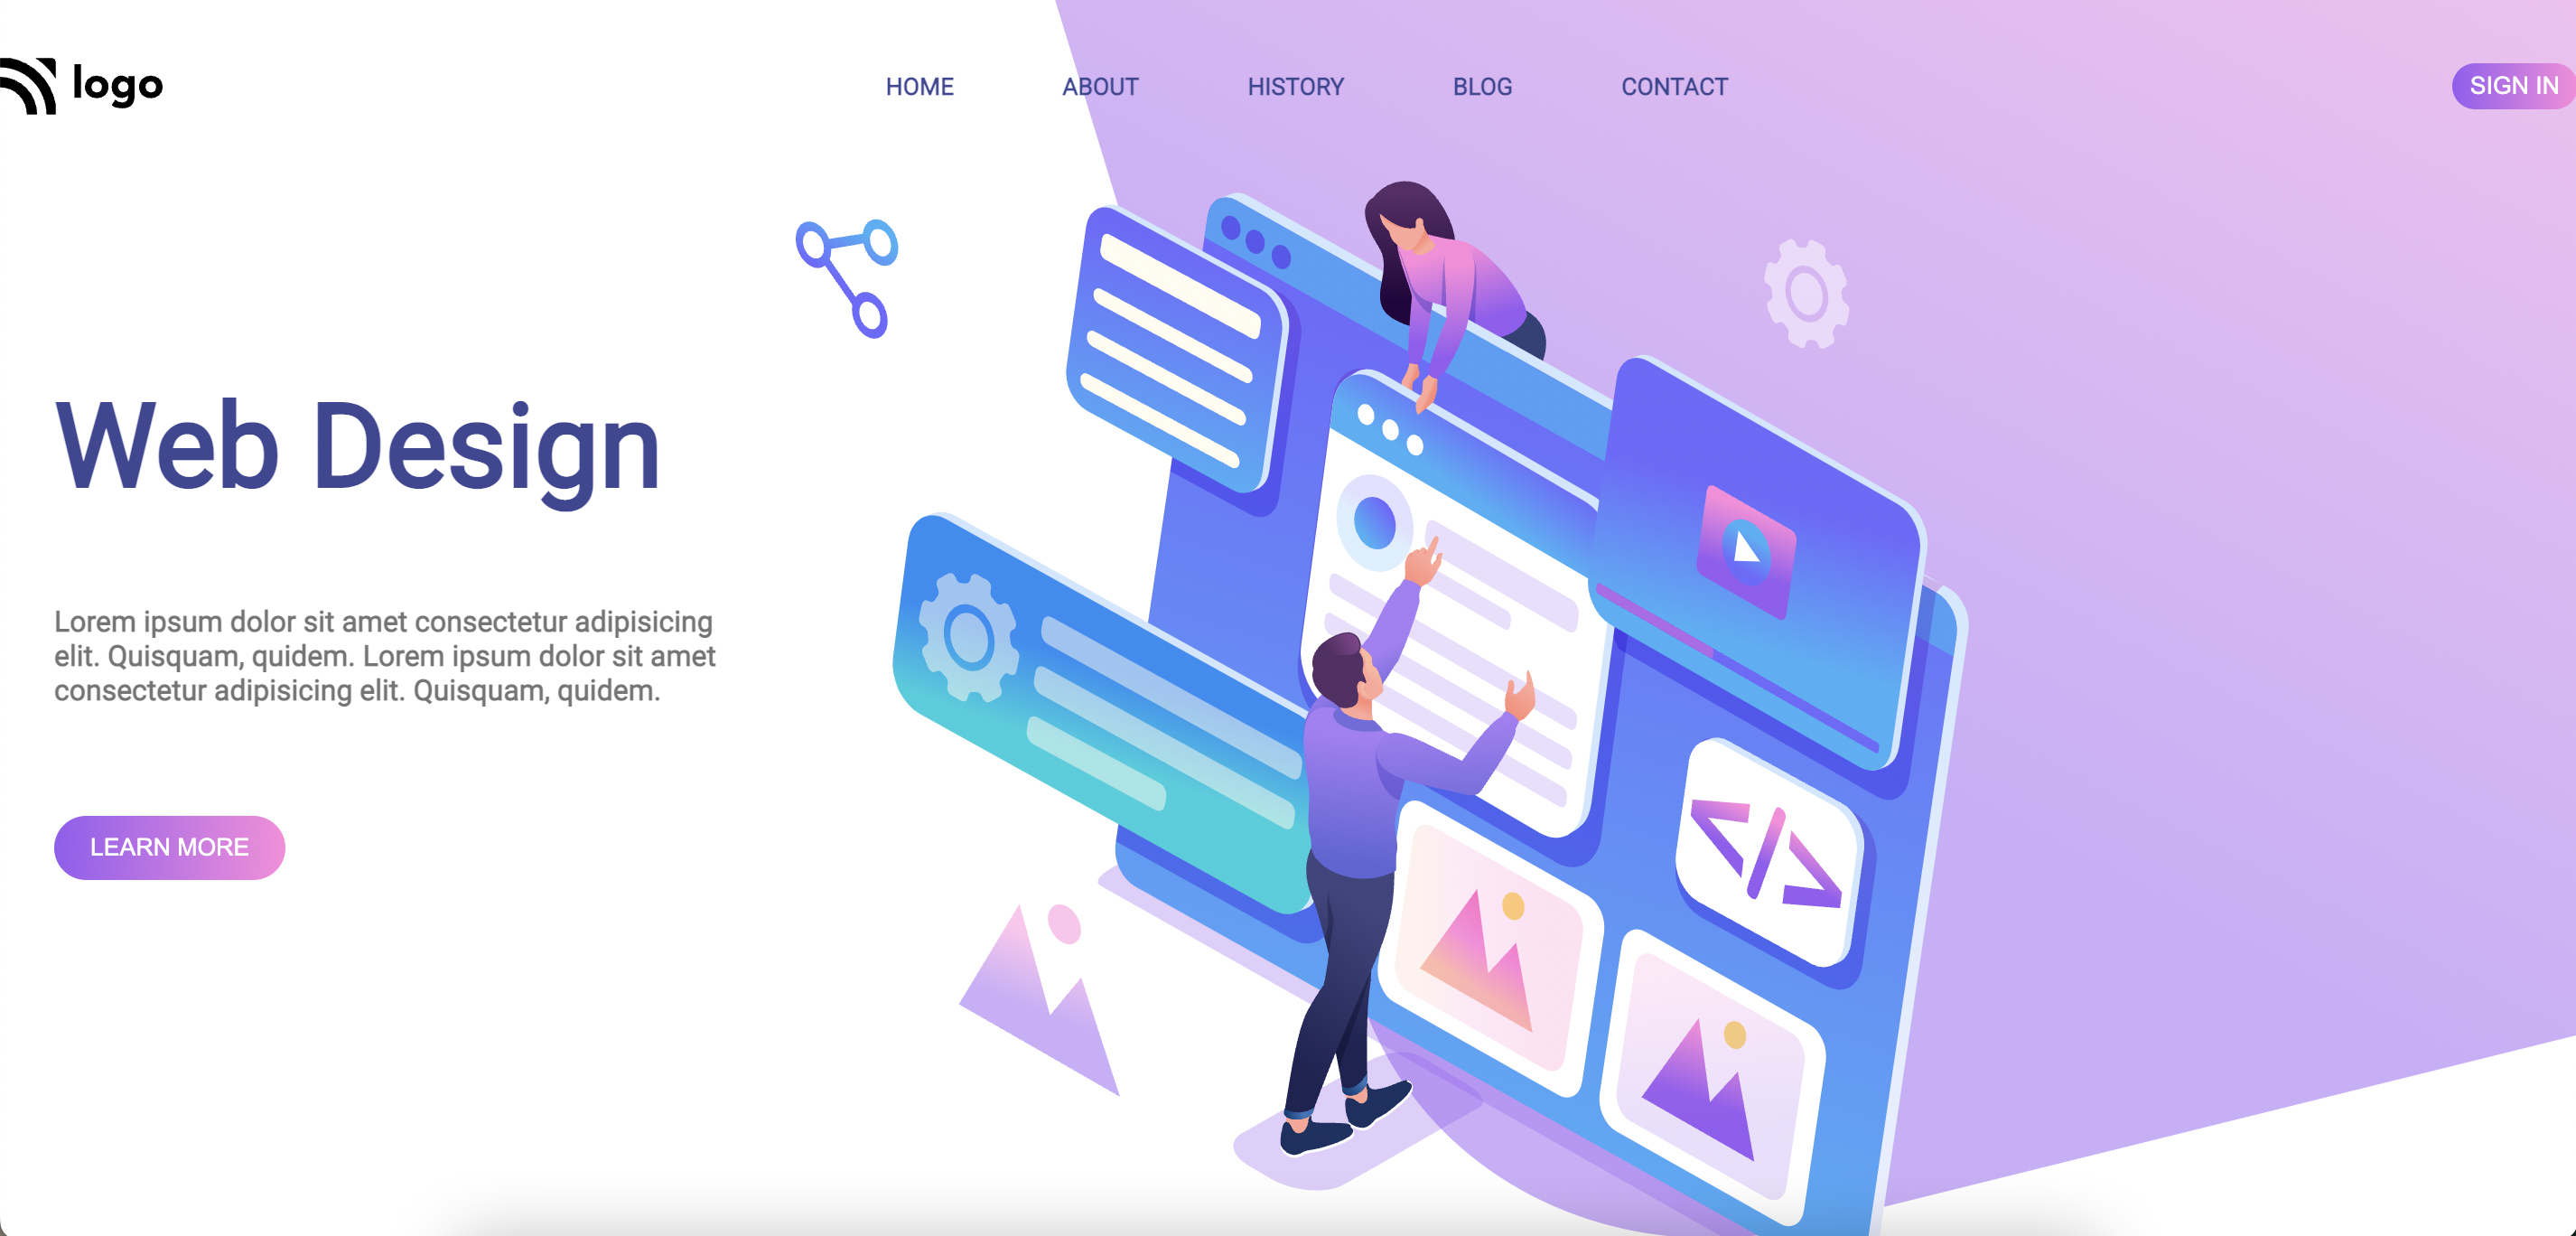 logo
HOME ABOUT HISTORY BLOG CONTACT
SIGN IN
Web Design
Lorem ipsum dolor sit amet consectetur adipisicing
elit. Quisquam, quidem. Lorem ipsum dolor sit amet
consectetur adipisicing elit. Quisquam, quidem.
LEARN MORE
</>